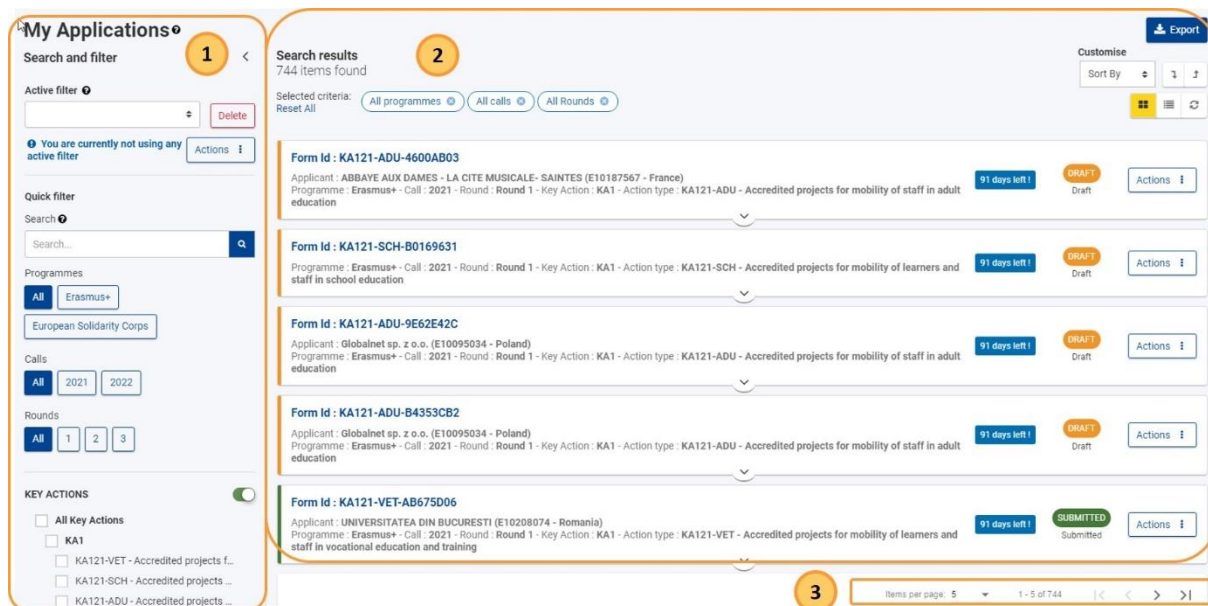 My Applications
1
Search and filter
Active filter
Delete
You are currently not using any
active filter
Actions
Quick filter
Search
Search...
Programmes
All
Erasmus+
European Solidarity Corps
Calls
All
2021
2022
Rounds
All
1
2
3
KEY ACTIONS
All Key Actions
KA1
KA121-VET - Accredited projects f...
KA121-SCH - Accredited projects ...
KA121-ADU - Accredited projects ...
2
Export
Search results
744 items found
Customise
Sort By
Selected criteria:
Reset All
All programmes
All calls
All Rounds
Form Id : KA121-ADU-4600AB03
Applicant : ABBAYE AUX DAMES - LA CITE MUSICALE- SAINTES (E10187567 - France)
Programme : Erasmus+ - Call : 2021 - Round : Round 1 - Key Action : KA1 - Action type : KA121-ADU - Accredited projects for mobility of staff in adult
education
91 days left !
DRAFT
Draft
Actions
Form Id : KA121-SCH-B0169631
Programme : Erasmus+ - Call : 2021 - Round : Round 1 - Key Action : KA1 - Action type : KA121-SCH - Accredited projects for mobility of learners and
staff in school education
91 days left !
DRAFT
Draft
Actions
Form Id : KA121-ADU-9E62E42C
Applicant : Globalnet sp. z o.o. (E10095034 - Poland)
Programme : Erasmus+ - Call : 2021 - Round : Round 1 - Key Action : KA1 - Action type : KA121-ADU - Accredited projects for mobility of staff in adult
education
91 days left !
DRAFT
Draft
Actions
Form Id : KA121-ADU-B4353CB2
Applicant : Globalnet sp. z o.o. (E10095034 - Poland)
Programme : Erasmus+ - Call : 2021 - Round : Round 1 - Key Action : KA1 - Action type : KA121-ADU - Accredited projects for mobility of staff in adult
education
91 days left !
DRAFT
Draft
Actions
Form Id : KA121-VET-AB675D06
Applicant : UNIVERSITATEA DIN BUCURESTI (E10208074 - Romania)
Programme : Erasmus+ - Call : 2021 - Round : Round 1 - Key Action : KA1 - Action type : KA121-VET - Accredited projects for mobility of learners and
staff in vocational education and training
91 days left !
SUBMITTED
Submitted
Actions
3
Items per page: 5
1 - 5 of 744